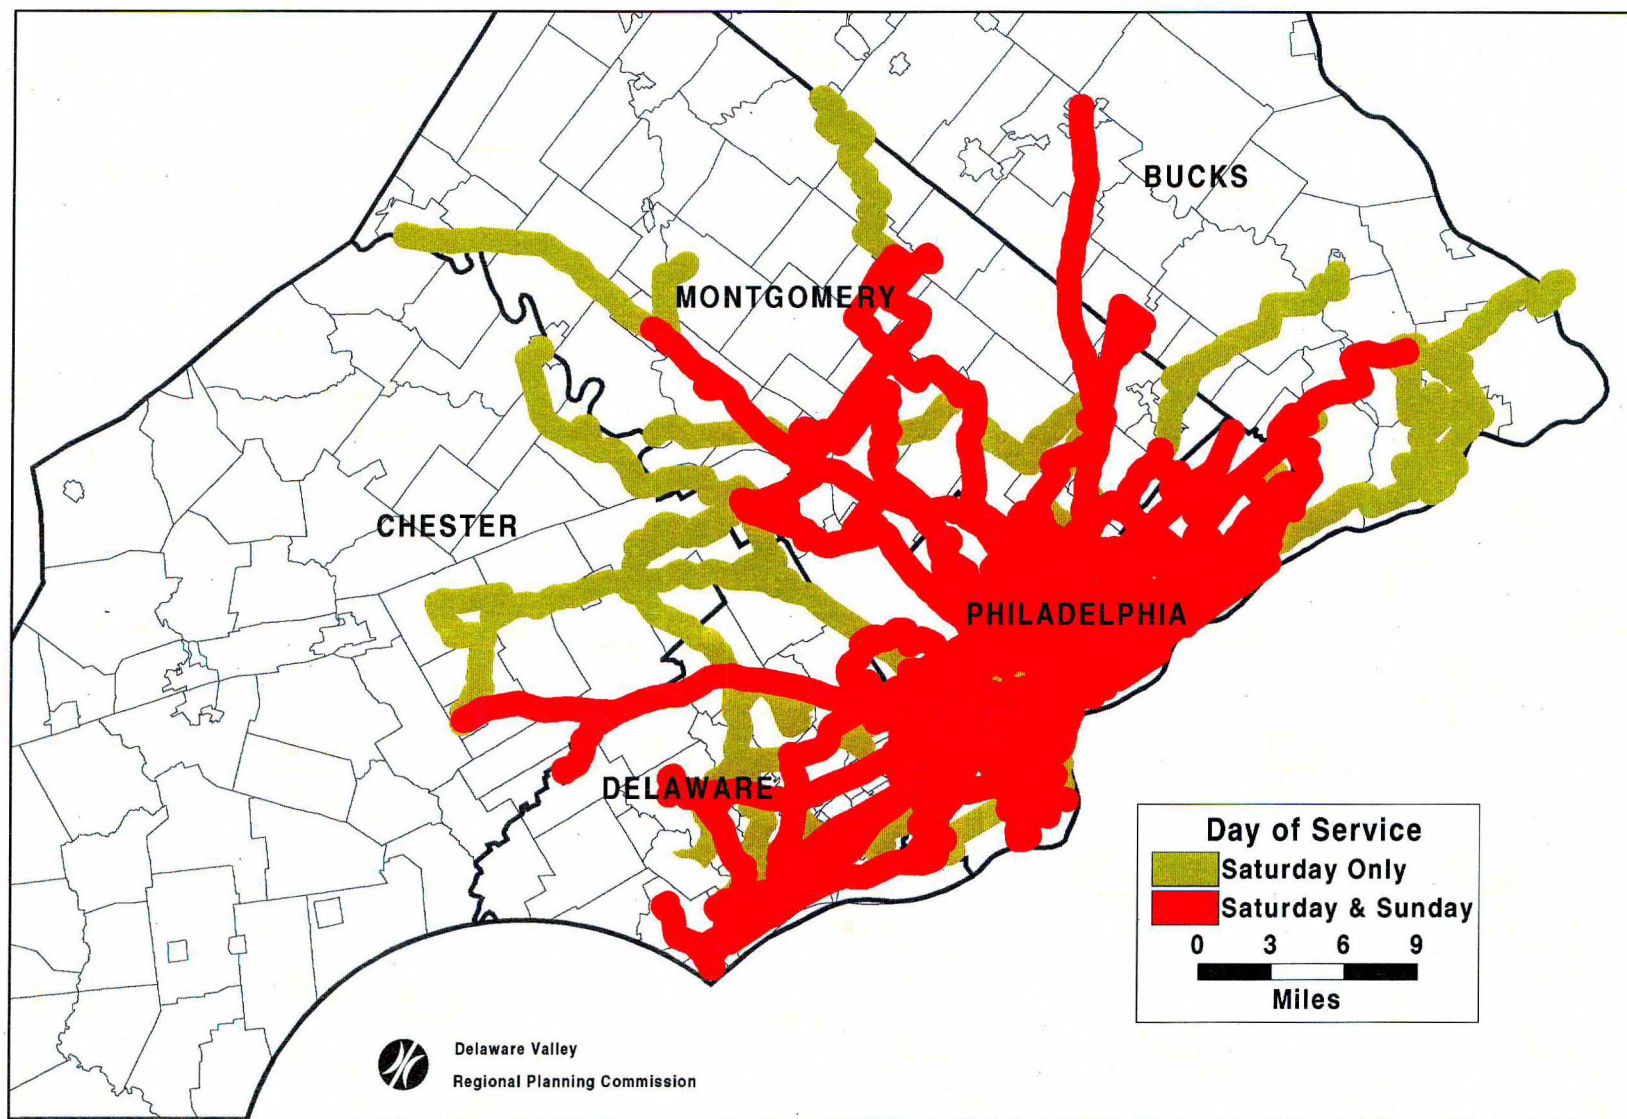 BUCKS
MONTGOMERY
CHESTER
PHILADELPHIA
DELAWARE
Day of Service
Saturday Only
Saturday & Sunday
0 3 6 9
Miles
Delaware Valley
Regional Planning Commission